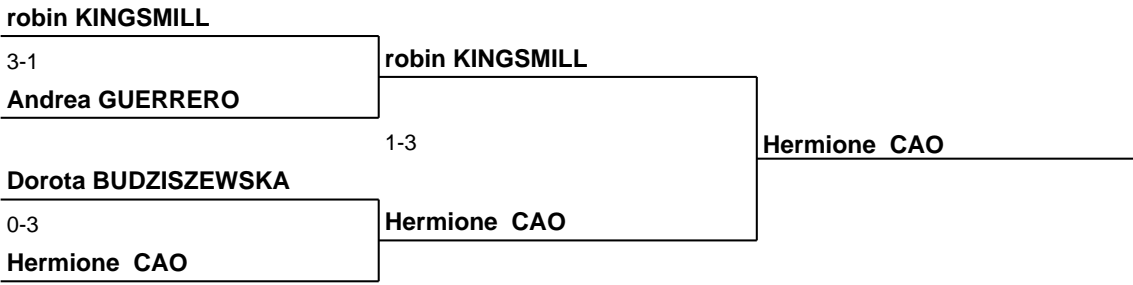 robin KINGSMILL
3-1
robin KINGSMILL
Andrea GUERRERO
1-3
Hermione  CAO
Dorota BUDZISZEWSKA
0-3
Hermione  CAO
Hermione  CAO